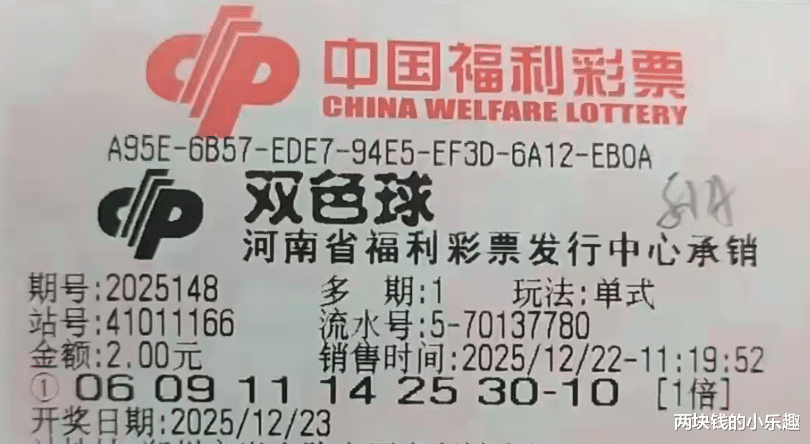 中国福利彩票
CHINA WELFARE LOTTERY
A95E-6B57-EDE7-94E5-EF3D-6A12-EB0A
双色球
河南省福利彩票发行中心承销
期号:2025148 多 期:1 玩法:单式
站号:41011166 流水号:5-70137780
金额:2.00元 销售时间:2025/12/22-11:19:52
① 06 09 11 14 25 30-10 [1倍]
开奖日期:2025/12/23
两块钱的小乐趣